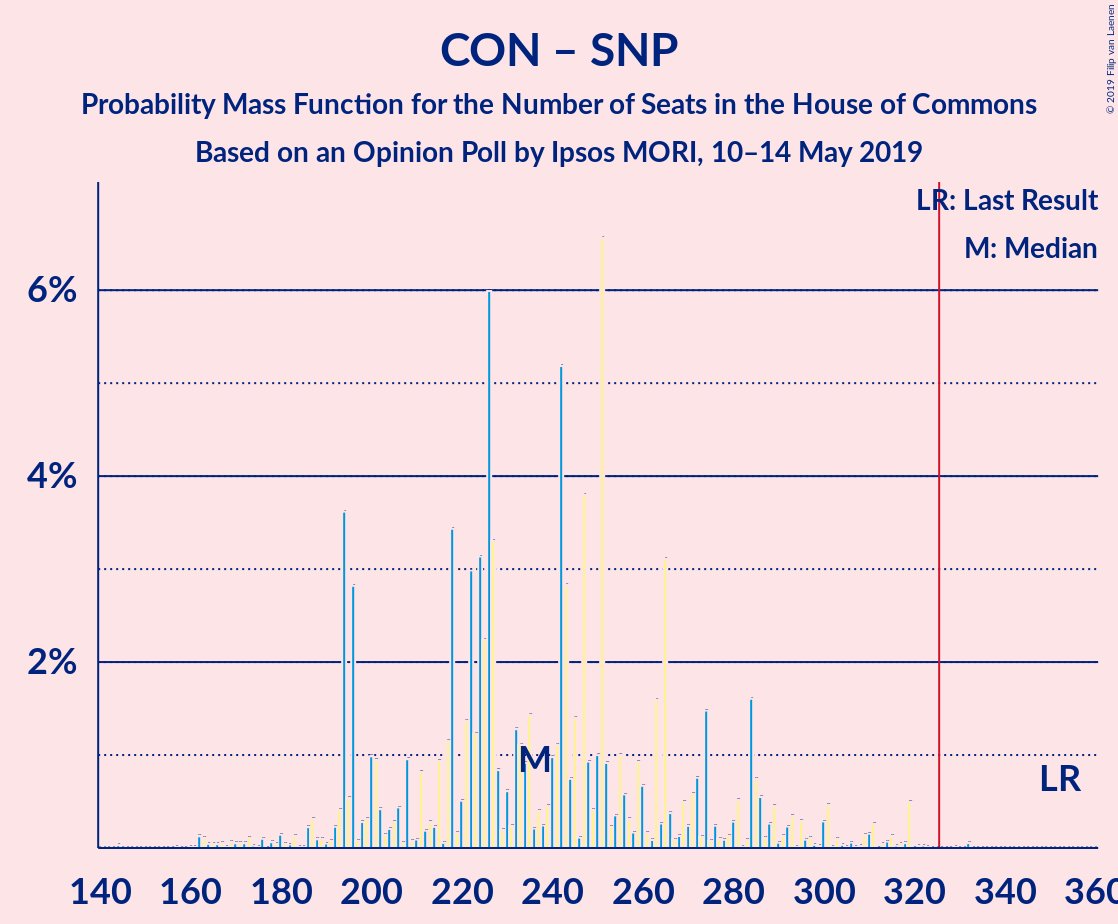 CON – SNP
Probability Mass Function for the Number of Seats in the House of Commons
Based on an Opinion Poll by Ipsos MORI, 10–14 May 2019
© 2019 Filip van Laenen
LR: Last Result
M: Median
6%
4%
2%
M
LR
140 160 180 200 220 240 260 280 300 320 340 360